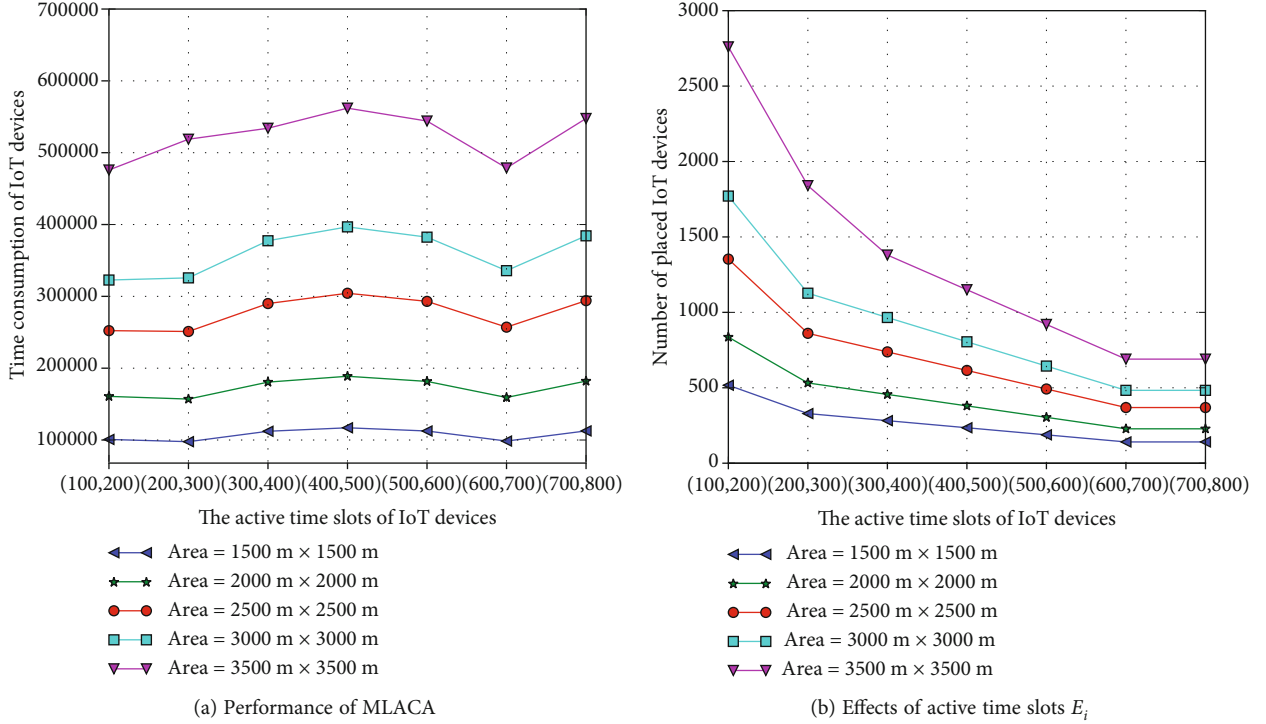 700000
600000
500000
400000
300000
200000
100000
Time consumption of IoT devices
(100,200)(200,300)(300,400)(400,500)(500,600)(600,700)(700,800)
The active time slots of IoT devices
Area = 1500 m × 1500 m
Area = 2000 m × 2000 m
Area = 2500 m × 2500 m
Area = 3000 m × 3000 m
Area = 3500 m × 3500 m
(a) Performance of MLACA
3000
2500
2000
1500
1000
500
0
Number of placed IoT devices
(100,200)(200,300)(300,400)(400,500)(500,600)(600,700)(700,800)
The active time slots of IoT devices
Area = 1500 m × 1500 m
Area = 2000 m × 2000 m
Area = 2500 m × 2500 m
Area = 3000 m × 3000 m
Area = 3500 m × 3500 m
(b) Effects of active time slots E_i